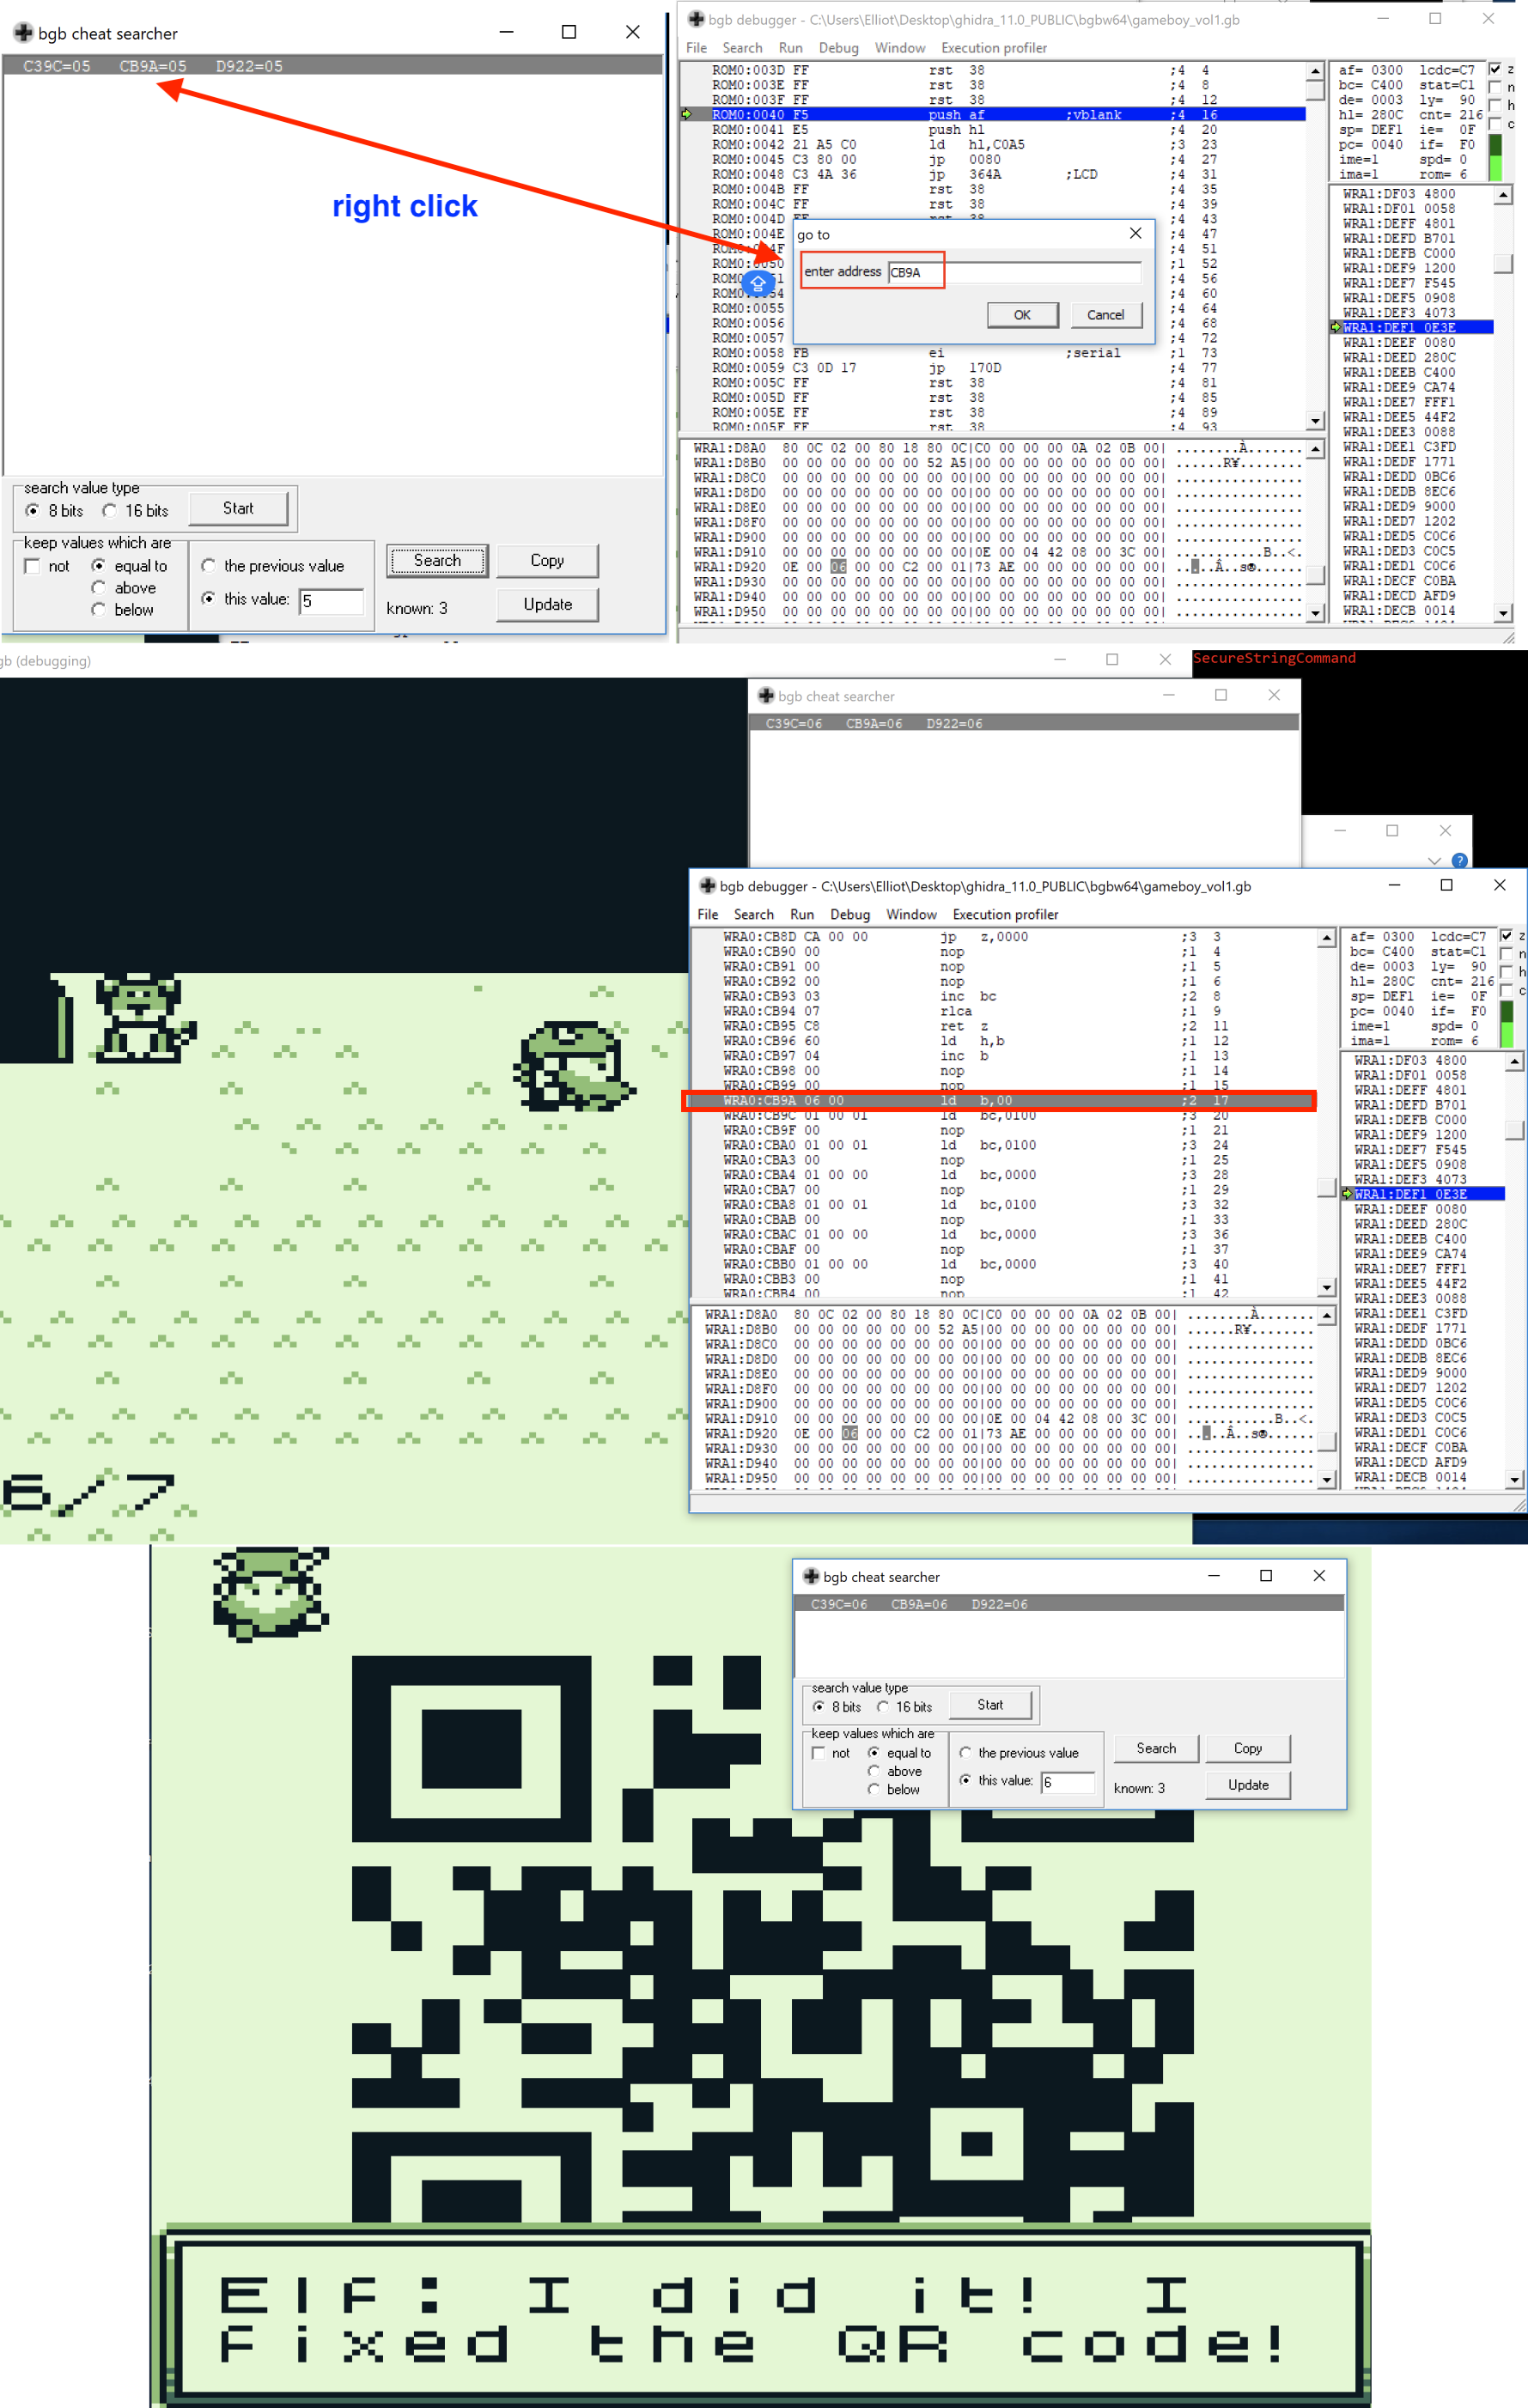 bgb cheat searcher
C39C=05 CB9A=05 D922=05
right click
search value type
8 bits 16 bits Start
keep values which are
not equal to
above
below
the previous value
this value: 5
Search Copy
known: 3 Update
bgb debugger - C:\Users\Elliot\Desktop\ghidra_11.0_PUBLIC\bgbw64\gameboy_vol1.gb
File Search Run Debug Window Execution profiler
ROM0:003D FF rst 38 ;4 4
ROM0:003E FF rst 38 ;4 8
ROM0:003F FF rst 38 ;4 12
ROM0:0040 F5 push af ;vblank ;4 16
ROM0:0041 E5 push hl ;4 20
ROM0:0042 21 A5 C0 ld hl,C0A5 ;3 23
ROM0:0045 C3 80 00 jp 0080 ;4 27
ROM0:0048 C3 4A 36 jp 364A ;LCD ;4 31
ROM0:004B FF rst 38 ;4 35
ROM0:004C FF rst 38 ;4 39
ROM0:004D FF rst 38 ;4 43
ROM0:004E ;4 47
;4 51
ROM0:0050 ;1 52
;4 56
;4 60
ROM0:0055 ;4 64
ROM0:0056 ;4 68
ROM0:0057 ;4 72
ROM0:0058 FB ei ;serial ;1 73
ROM0:0059 C3 0D 17 jp 170D ;4 77
ROM0:005C FF rst 38 ;4 81
ROM0:005D FF rst 38 ;4 85
ROM0:005E FF rst 38 ;4 89
ROM0:005F FF rst 38 ;4 93
go to
enter address CB9A
OK Cancel
af= 0300 lcdc=C7 z
bc= C400 stat=C1 n
de= 0003 ly= 90 h
hl= 280C cnt= 216 c
sp= DEF1 ie= 0F
pc= 0040 if= F0
ime=1 spd= 0
ima=1 rom= 6
WRA1:DF03 4800
WRA1:DF01 0058
WRA1:DEFF 4801
WRA1:DEFD B701
WRA1:DEFB C000
WRA1:DEF9 1200
WRA1:DEF7 F545
WRA1:DEF5 0908
WRA1:DEF3 4073
WRA1:DEF1 0E3E
WRA1:DEEF 0080
WRA1:DEED 280C
WRA1:DEEB C400
WRA1:DEE9 CA74
WRA1:DEE7 FFF1
WRA1:DEE5 44F2
WRA1:DEE3 0088
WRA1:DEE1 C3FD
WRA1:DEDF 1771
WRA1:DEDD 0BC6
WRA1:DEDB 8EC6
WRA1:DED9 9000
WRA1:DED7 1202
WRA1:DED5 C0C6
WRA1:DED3 C0C5
WRA1:DED1 C0C6
WRA1:DECF C0BA
WRA1:DECD AFD9
WRA1:DECB 0014
WRA1:D8A0 80 0C 02 00 80 18 80 0C|C0 00 00 00 0A 02 0B 00| ........À.......
WRA1:D8B0 00 00 00 00 00 00 52 A5|00 00 00 00 00 00 00 00| ......R¥........
WRA1:D8C0 00 00 00 00 00 00 00 00|00 00 00 00 00 00 00 00| ................
WRA1:D8D0 00 00 00 00 00 00 00 00|00 00 00 00 00 00 00 00| ................
WRA1:D8E0 00 00 00 00 00 00 00 00|00 00 00 00 00 00 00 00| ................
WRA1:D8F0 00 00 00 00 00 00 00 00|00 00 00 00 00 00 00 00| ................
WRA1:D900 00 00 00 00 00 00 00 00|00 00 00 00 00 00 00 00| ................
WRA1:D910 00 00 00 00 00 00 00 00|0E 00 04 42 08 00 3C 00| ...........B..<.
WRA1:D920 0E 00 06 00 00 C2 00 01|73 AE 00 00 00 00 00 00| .....Â..s®......
WRA1:D930 00 00 00 00 00 00 00 00|00 00 00 00 00 00 00 00| ................
WRA1:D940 00 00 00 00 00 00 00 00|00 00 00 00 00 00 00 00| ................
WRA1:D950 00 00 00 00 00 00 00 00|00 00 00 00 00 00 00 00| ................
gb (debugging)
SecureStringCommand
bgb cheat searcher
C39C=06 CB9A=06 D922=06
6/7
bgb debugger - C:\Users\Elliot\Desktop\ghidra_11.0_PUBLIC\bgbw64\gameboy_vol1.gb
File Search Run Debug Window Execution profiler
WRA0:CB8D CA 00 00 jp z,0000 ;3 3
WRA0:CB90 00 nop ;1 4
WRA0:CB91 00 nop ;1 5
WRA0:CB92 00 nop ;1 6
WRA0:CB93 03 inc bc ;2 8
WRA0:CB94 07 rlca ;1 9
WRA0:CB95 C8 ret z ;2 11
WRA0:CB96 60 ld h,b ;1 12
WRA0:CB97 04 inc b ;1 13
WRA0:CB98 00 nop ;1 14
WRA0:CB99 00 nop ;1 15
WRA0:CB9A 06 00 ld b,00 ;2 17
WRA0:CB9C 01 00 01 ld bc,0100 ;3 20
WRA0:CB9F 00 nop ;1 21
WRA0:CBA0 01 00 01 ld bc,0100 ;3 24
WRA0:CBA3 00 nop ;1 25
WRA0:CBA4 01 00 00 ld bc,0000 ;3 28
WRA0:CBA7 00 nop ;1 29
WRA0:CBA8 01 00 01 ld bc,0100 ;3 32
WRA0:CBAB 00 nop ;1 33
WRA0:CBAC 01 00 00 ld bc,0000 ;3 36
WRA0:CBAF 00 nop ;1 37
WRA0:CBB0 01 00 00 ld bc,0000 ;3 40
WRA0:CBB3 00 nop ;1 41
WRA0:CBB4 00 nop ;1 42
af= 0300 lcdc=C7 z
bc= C400 stat=C1 n
de= 0003 ly= 90 h
hl= 280C cnt= 216 c
sp= DEF1 ie= 0F
pc= 0040 if= F0
ime=1 spd= 0
ima=1 rom= 6
WRA1:DF03 4800
WRA1:DF01 0058
WRA1:DEFF 4801
WRA1:DEFD B701
WRA1:DEFB C000
WRA1:DEF9 1200
WRA1:DEF7 F545
WRA1:DEF5 0908
WRA1:DEF3 4073
WRA1:DEF1 0E3E
WRA1:DEEF 0080
WRA1:DEED 280C
WRA1:DEEB C400
WRA1:DEE9 CA74
WRA1:DEE7 FFF1
WRA1:DEE5 44F2
WRA1:DEE3 0088
WRA1:DEE1 C3FD
WRA1:DEDF 1771
WRA1:DEDD 0BC6
WRA1:DEDB 8EC6
WRA1:DED9 9000
WRA1:DED7 1202
WRA1:DED5 C0C6
WRA1:DED3 C0C5
WRA1:DED1 C0C6
WRA1:DECF C0BA
WRA1:DECD AFD9
WRA1:DECB 0014
WRA1:D8A0 80 0C 02 00 80 18 80 0C|C0 00 00 00 0A 02 0B 00| ........À.......
WRA1:D8B0 00 00 00 00 00 00 52 A5|00 00 00 00 00 00 00 00| ......R¥........
WRA1:D8C0 00 00 00 00 00 00 00 00|00 00 00 00 00 00 00 00| ................
WRA1:D8D0 00 00 00 00 00 00 00 00|00 00 00 00 00 00 00 00| ................
WRA1:D8E0 00 00 00 00 00 00 00 00|00 00 00 00 00 00 00 00| ................
WRA1:D8F0 00 00 00 00 00 00 00 00|00 00 00 00 00 00 00 00| ................
WRA1:D900 00 00 00 00 00 00 00 00|00 00 00 00 00 00 00 00| ................
WRA1:D910 00 00 00 00 00 00 00 00|0E 00 04 42 08 00 3C 00| ...........B..<.
WRA1:D920 0E 00 06 00 00 C2 00 01|73 AE 00 00 00 00 00 00| .....Â..s®......
WRA1:D930 00 00 00 00 00 00 00 00|00 00 00 00 00 00 00 00| ................
WRA1:D940 00 00 00 00 00 00 00 00|00 00 00 00 00 00 00 00| ................
WRA1:D950 00 00 00 00 00 00 00 00|00 00 00 00 00 00 00 00| ................
bgb cheat searcher
C39C=06 CB9A=06 D922=06
search value type
8 bits 16 bits Start
keep values which are
not equal to
above
below
the previous value
this value: 6
Search Copy
known: 3 Update
Elf: I did it! I
fixed the QR code!